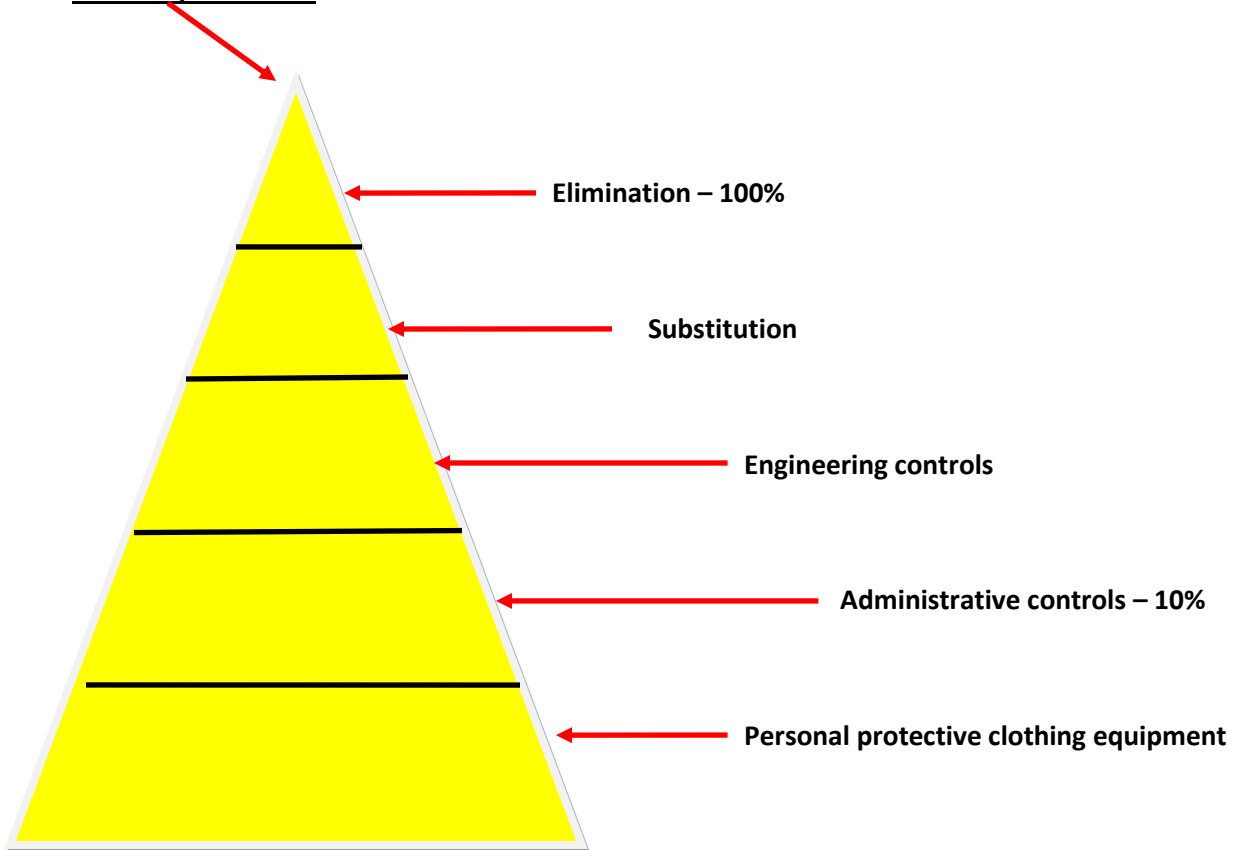 Elimination – 100%
Substitution
Engineering controls
Administrative controls – 10%
Personal protective clothing equipment